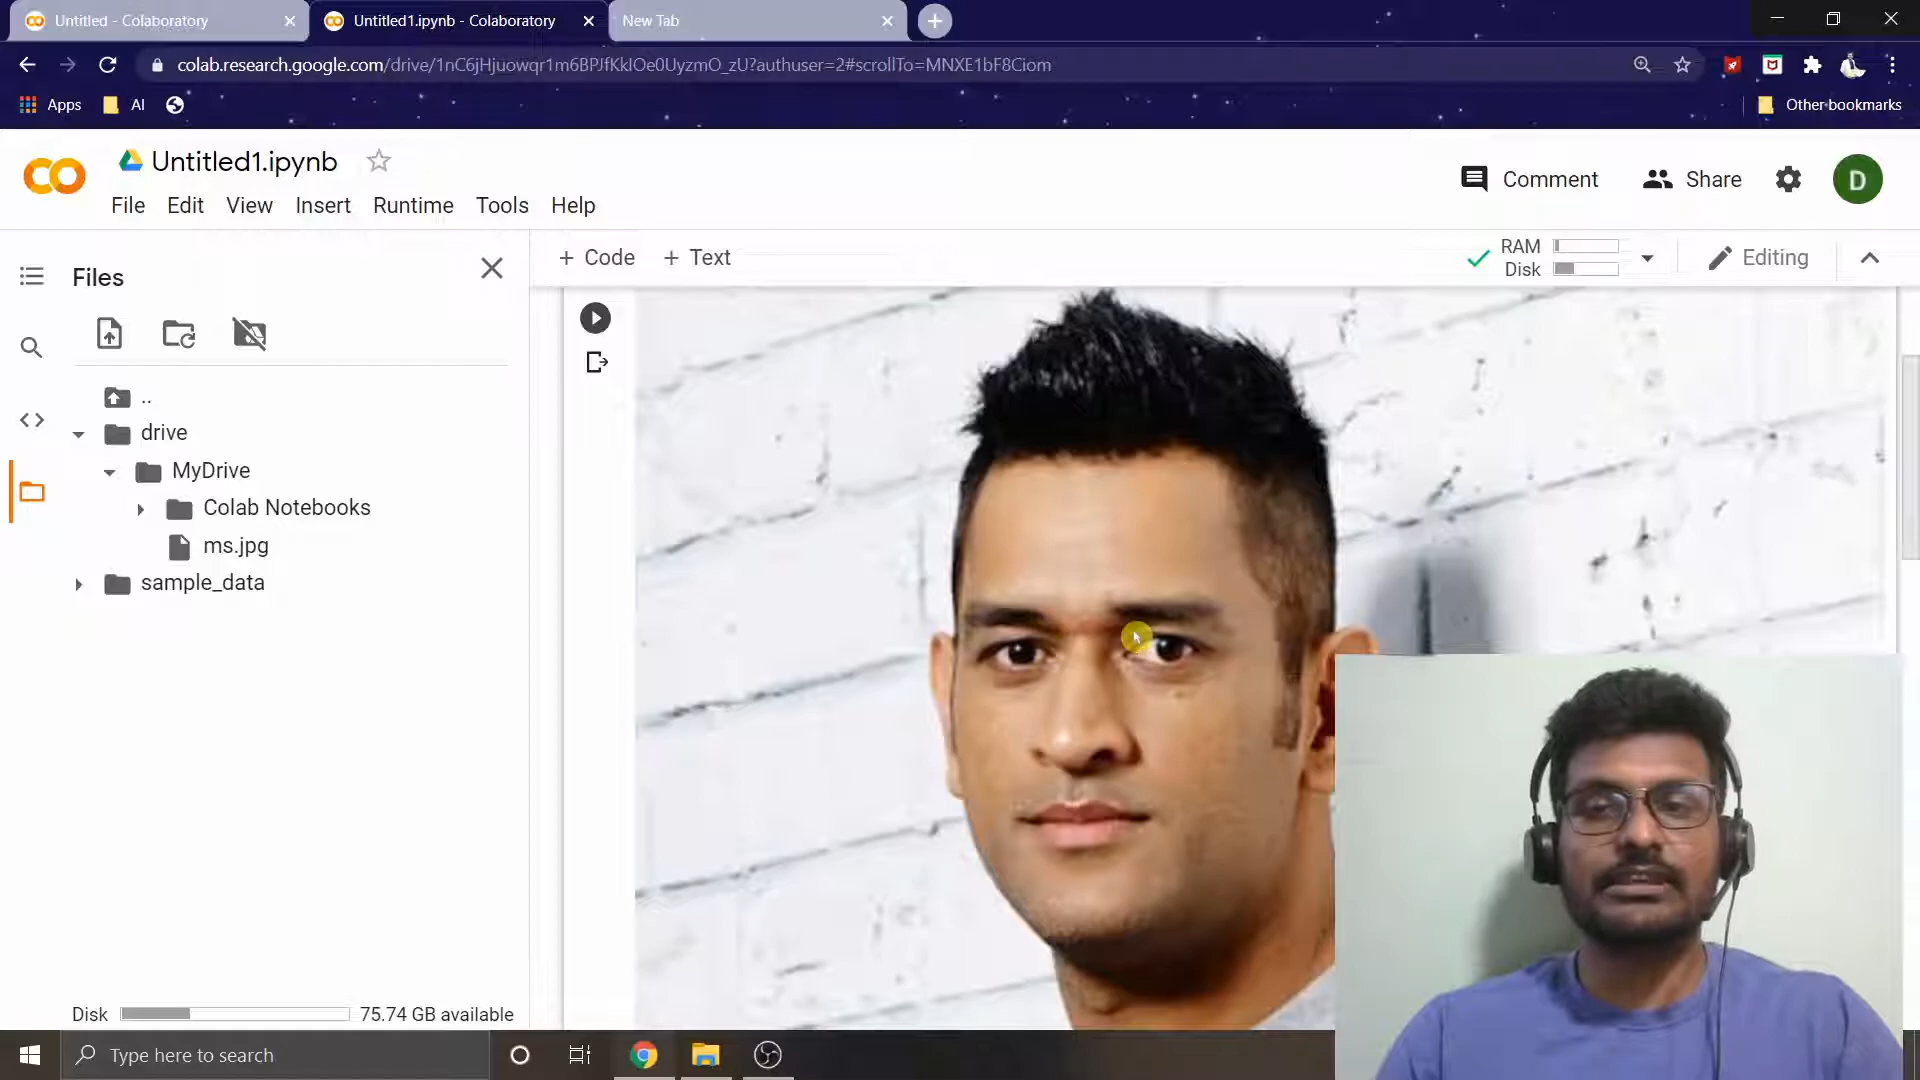 Untitled - Colaboratory
Untitled1.ipynb - Colaboratory
New Tab
colab.research.google.com/drive/1nC6jHjuowqr1m6BPJfKkIOe0UyzmO_zU?authuser=2#scrollTo=MNXE1bF8Ciom
Apps
AI
Other bookmarks
Untitled1.ipynb
Comment
Share
D
File Edit View Insert Runtime Tools Help
Files
+ Code + Text
RAM
Disk
Editing
..
drive
MyDrive
Colab Notebooks
ms.jpg
sample_data
Disk
75.74 GB available
Type here to search